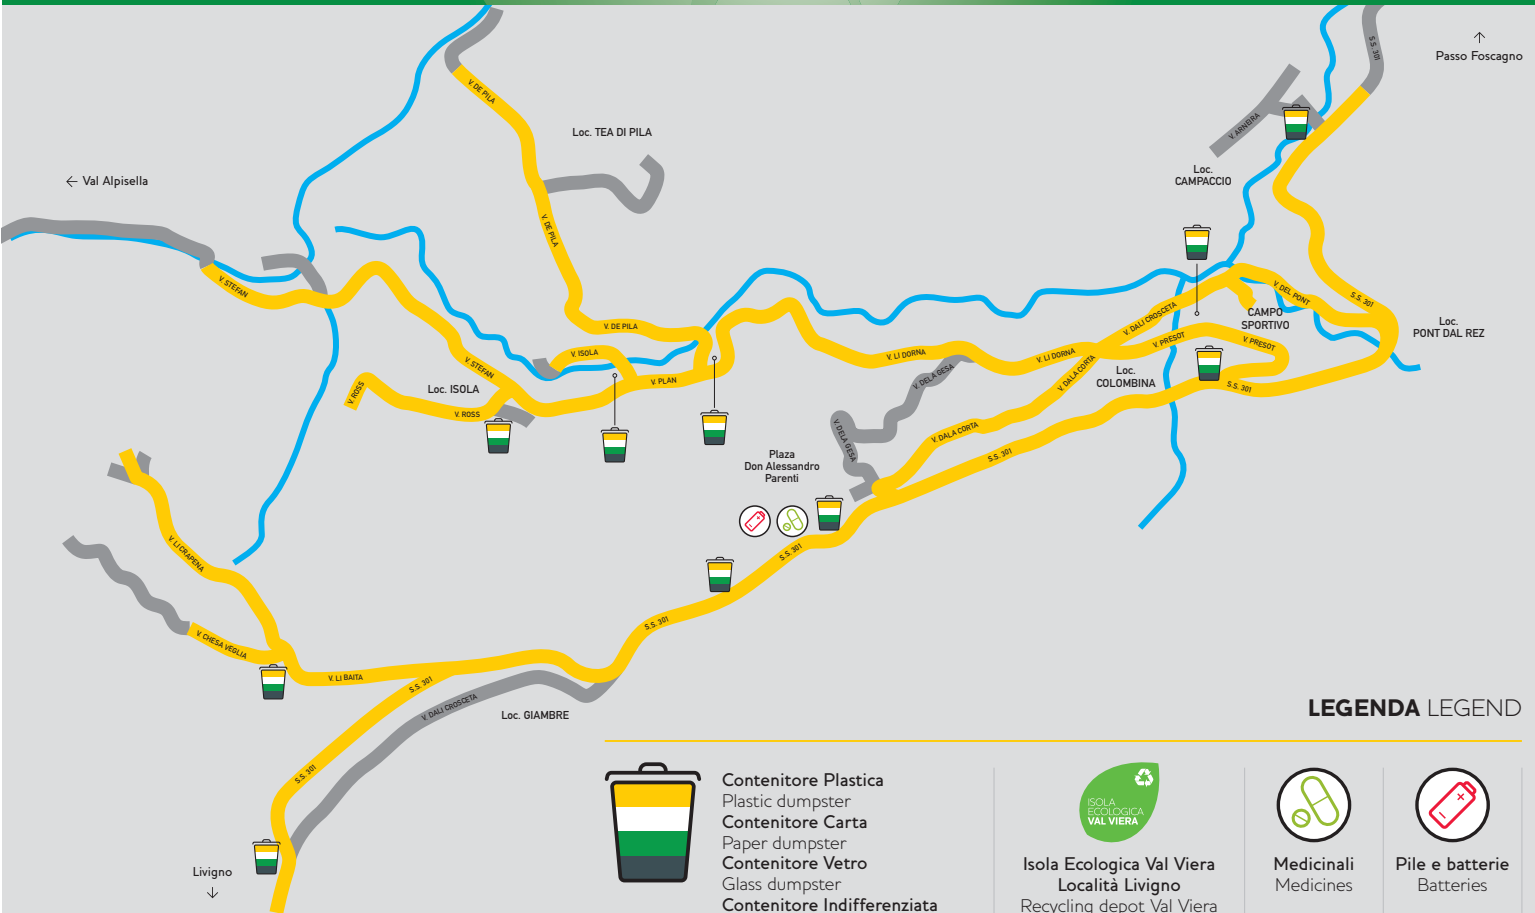 S.S. 301
Passo Foscagno
V. DE PILA
Loc. TEA DI PILA
V. ARNIBRA
Loc.
CAMPACCIO
Val Alpisella
V. DE PILA
V. STEFAN
V. DEL PONT
S.S. 301
CAMPO
SPORTIVO
Loc.
PONT DAL REZ
V. DALI CROSCETA
V. DE PILA
V. PRESOT
V. PRESOT
V. ISOLA
V. LI DORNA
V. LI DORNA
V. STEFAN
V. PLAN
V. DALA CORTA
Loc.
COLOMBINA
V. DELA GESA
S.S. 301
Loc. ISOLA
V. ROSS
V. ROSS
V. DELA GESA
V. DALA CORTA
S.S. 301
Plaza
Don Alessandro
Parenti
V. LI CRAPENA
S.S. 301
S.S. 301
V. CHESA VEGLIA
V. LI BAITA
S.S. 301
V. DALI CROSCETA
Loc. GIAMBRE
S.S. 301
Livigno
LEGENDA LEGEND
Contenitore Plastica
Plastic dumpster
Contenitore Carta
Paper dumpster
Contenitore Vetro
Glass dumpster
Contenitore Indifferenziata
ISOLA
ECOLOGICA
VAL VIERA
Isola Ecologica Val Viera
Località Livigno
Recycling depot Val Viera
Medicinali
Medicines
Pile e batterie
Batteries